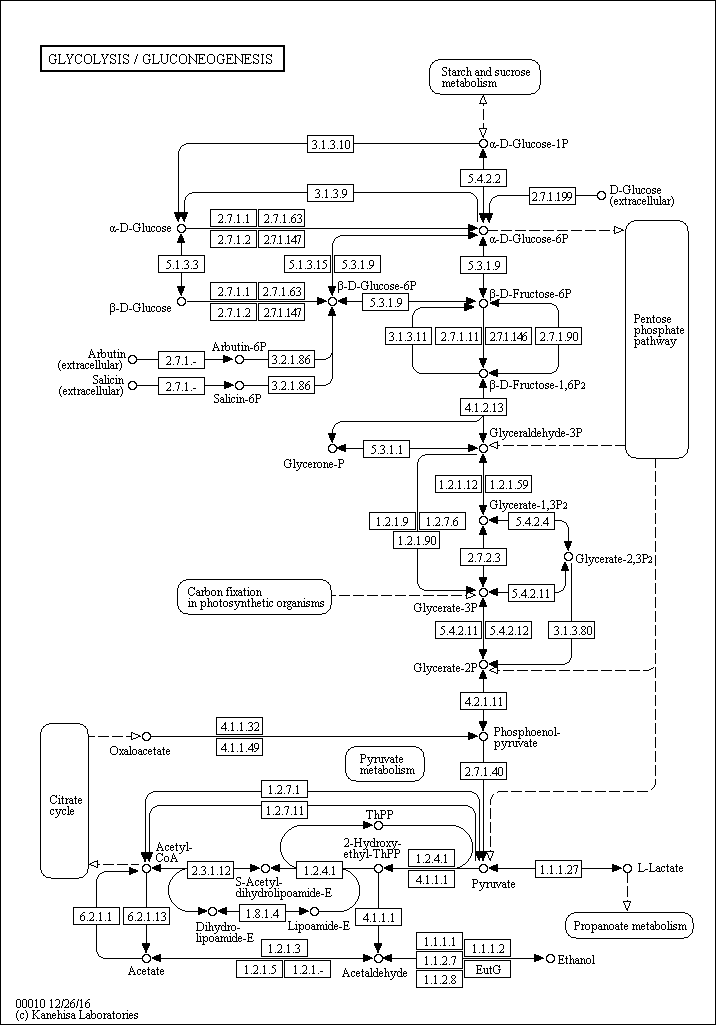 GLYCOLYSIS / GLUCONEOGENESIS
Starch and sucrose
metabolism
3.1.3.10
α-D-Glucose-1P
5.4.2.2
3.1.3.9
2.7.1.199
D-Glucose
(extracellular)
α-D-Glucose
2.7.1.1
2.7.1.63
2.7.1.2
2.7.1.147
α-D-Glucose-6P
5.1.3.3
5.1.3.15
5.3.1.9
5.3.1.9
β-D-Glucose
2.7.1.1
2.7.1.63
2.7.1.2
2.7.1.147
β-D-Glucose-6P
5.3.1.9
β-D-Fructose-6P
Pentose
phosphate
pathway
3.1.3.11
2.7.1.11
2.7.1.146
2.7.1.90
Arbutin
(extracellular)
2.7.1.-
Arbutin-6P
3.2.1.86
Salicin
(extracellular)
2.7.1.-
Salicin-6P
3.2.1.86
β-D-Fructose-1,6P2
4.1.2.13
Glyceraldehyde-3P
Glycerone-P
5.3.1.1
1.2.1.12
1.2.1.59
Glycerate-1,3P2
1.2.1.9
1.2.7.6
1.2.1.90
5.4.2.4
2.7.2.3
Glycerate-2,3P2
Carbon fixation
in photosynthetic organisms
Glycerate-3P
5.4.2.11
5.4.2.11
5.4.2.12
3.1.3.80
Glycerate-2P
4.2.1.11
Oxaloacetate
4.1.1.32
4.1.1.49
Phosphoenol-
pyruvate
Pyruvate
metabolism
2.7.1.40
Citrate
cycle
1.2.7.1
1.2.7.11
ThPP
Acetyl-
CoA
2-Hydroxy-
ethyl-ThPP
2.3.1.12
S-Acetyl-
dihydrolipoamide-E
1.2.4.1
1.2.4.1
4.1.1.1
Pyruvate
1.1.1.27
L-Lactate
6.2.1.1
6.2.1.13
Dihydro-
lipoamide-E
1.8.1.4
Lipoamide-E
4.1.1.1
Propanoate metabolism
Acetate
1.2.1.3
1.2.1.5
1.2.1.-
Acetaldehyde
1.1.1.1
1.1.1.2
1.1.2.7
EutG
1.1.2.8
Ethanol
00010 12/26/16
(c) Kanehisa Laboratories